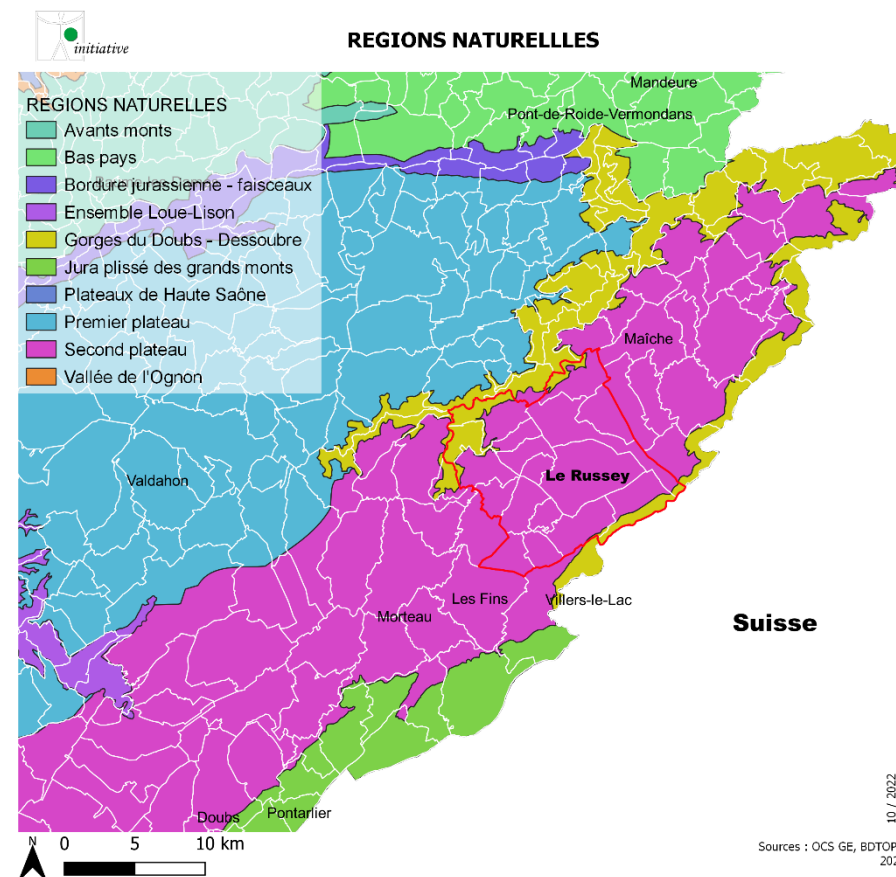 initiative
REGIONS NATURELLLES
REGIONS NATURELLES
Avants monts
Bas pays
Bordure jurassienne - faisceaux
Ensemble Loue-Lison
Gorges du Doubs - Dessoubre
Jura plissé des grands monts
Plateaux de Haute Saône
Premier plateau
Second plateau
Vallée de l'Ognon
Mandeure
Pont-de-Roide-Vermondans
Maîche
Valdahon
Le Russey
Les Fins
Villers-le-Lac
Morteau
Suisse
Doubs
Pontarlier
N
0 5 10 km
10 / 2022
Sources : OCS GE, BDTOP
202